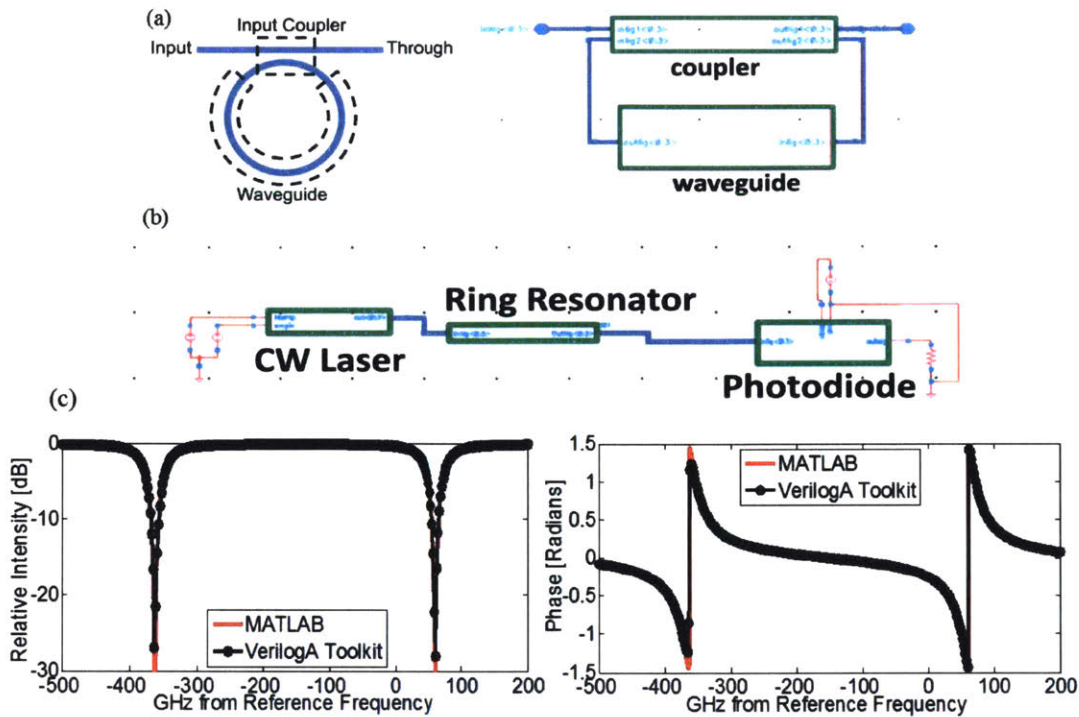 (a)
Input Coupler
Input
Through
Waveguide
coupler
waveguide
(b)
CW Laser
Ring Resonator
Photodiode
(c)
Relative Intensity [dB]
0
-10
-20
-30
MATLAB
VerilogA Toolkit
-500 -400 -300 -200 -100 0 100 200
GHz from Reference Frequency
Phase [Radians]
1.5
1
0.5
0
-0.5
-1
-1.5
MATLAB
VerilogA Toolkit
-500 -400 -300 -200 -100 0 100 200
GHz from Reference Frequency